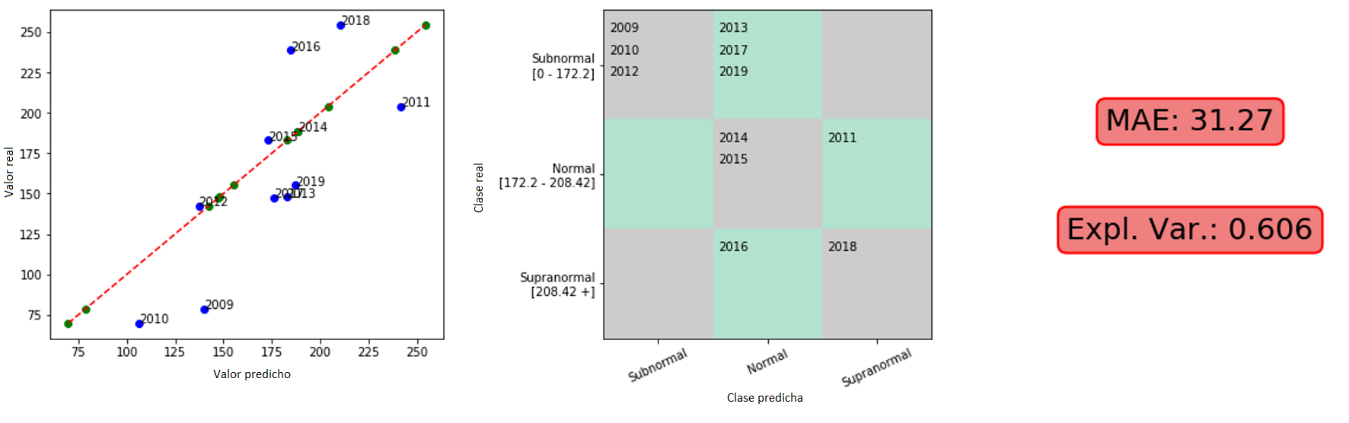 Valor real
250
225
200
175
150
125
100
75
75
100
125
150
175
200
225
250
Valor predicho
2018
2016
2011
2014
2015
2019
2017
2013
2012
2009
2010
Clase real
Subnormal
[0 - 172.2]
Normal
[172.2 - 208.42]
Supranormal
[208.42 +]
2009
2010
2012
2013
2017
2019
2014
2015
2011
2016
2018
Subnormal
Normal
Supranormal
Clase predicha
MAE: 31.27
Expl. Var.: 0.606